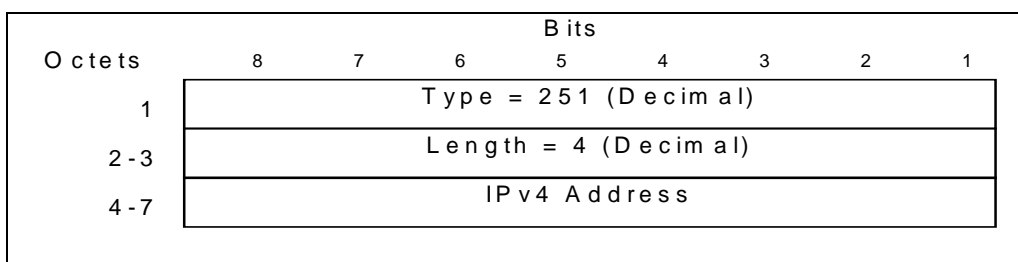 Bits
Octets 8 7 6 5 4 3 2 1
1 Type = 251 (Decimal)
2-3 Length = 4 (Decimal)
4-7 IPv4 Address